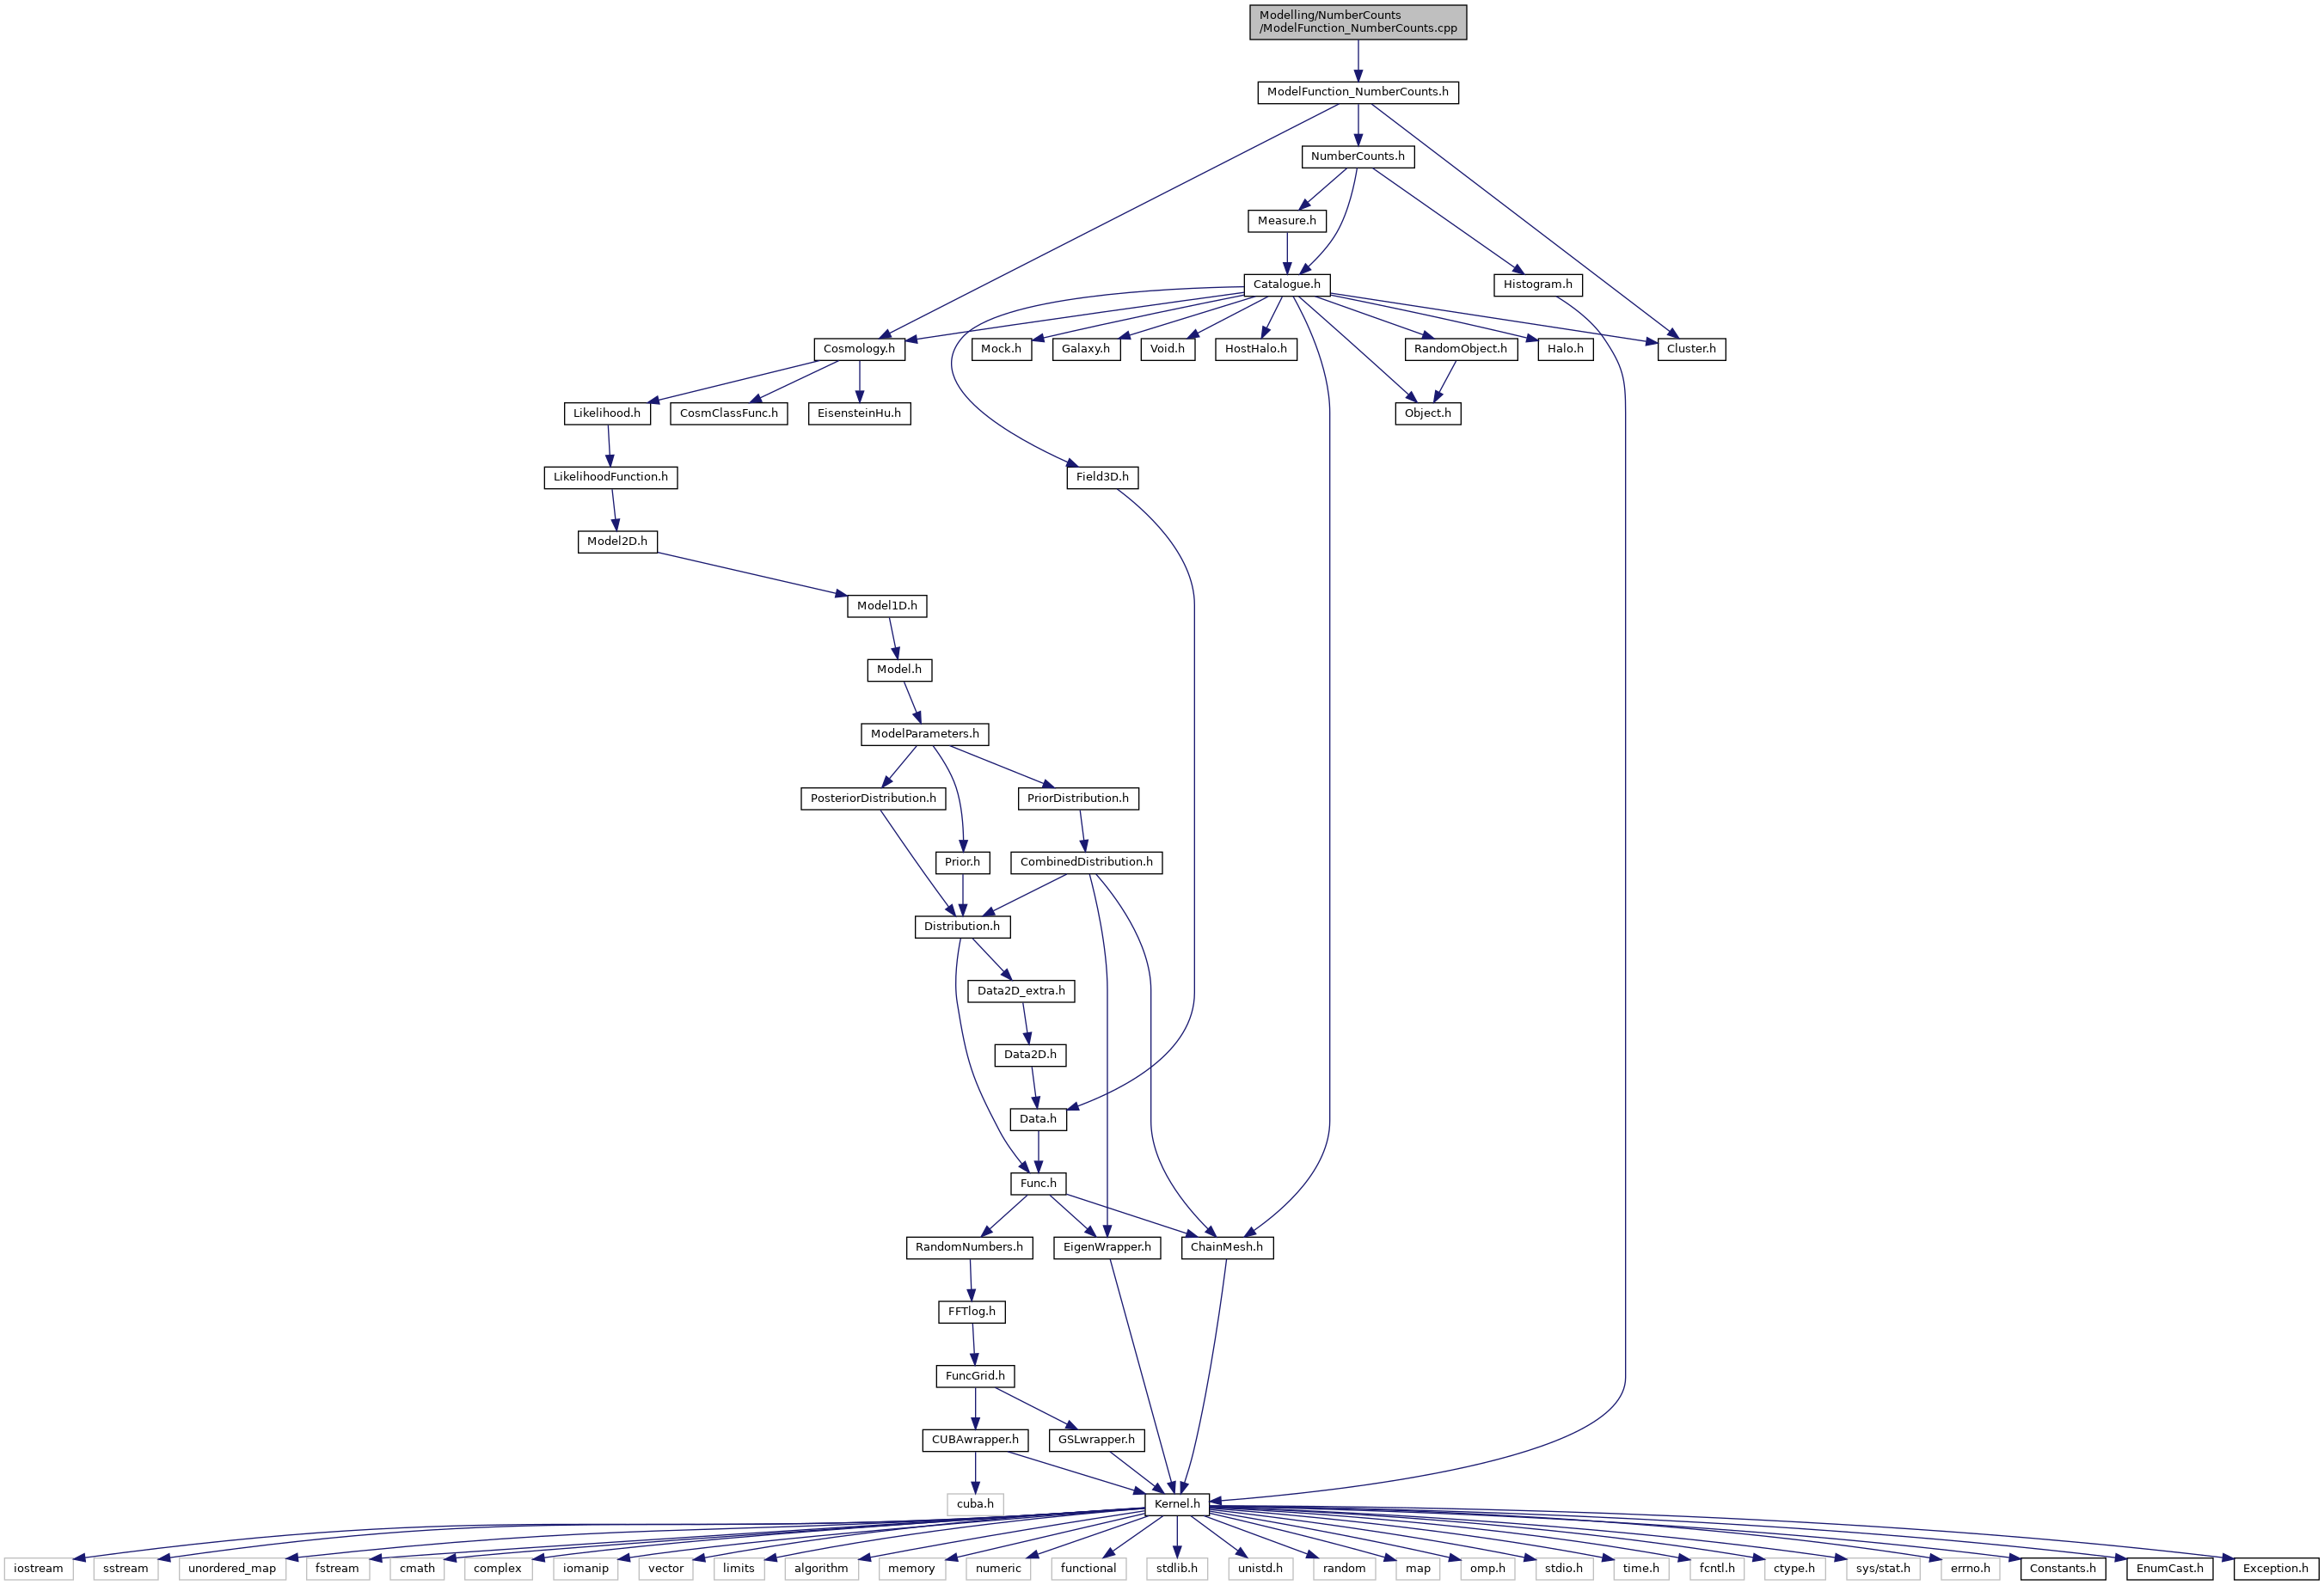 Modelling/NumberCounts
/ModelFunction_NumberCounts.cpp
ModelFunction_NumberCounts.h
NumberCounts.h
Measure.h
Catalogue.h
Histogram.h
Cosmology.h
Mock.h
Galaxy.h
Void.h
HostHalo.h
RandomObject.h
Halo.h
Cluster.h
Likelihood.h
CosmClassFunc.h
EisensteinHu.h
Object.h
LikelihoodFunction.h
Field3D.h
Model2D.h
Model1D.h
Model.h
ModelParameters.h
PosteriorDistribution.h
PriorDistribution.h
Prior.h
CombinedDistribution.h
Distribution.h
Data2D_extra.h
Data2D.h
Data.h
Func.h
RandomNumbers.h
EigenWrapper.h
ChainMesh.h
FFTlog.h
FuncGrid.h
CUBAwrapper.h
GSLwrapper.h
cuba.h
Kernel.h
iostream
sstream
unordered_map
fstream
cmath
complex
iomanip
vector
limits
algorithm
memory
numeric
functional
stdlib.h
unistd.h
random
map
omp.h
stdio.h
time.h
fcntl.h
ctype.h
sys/stat.h
errno.h
Constants.h
EnumCast.h
Exception.h